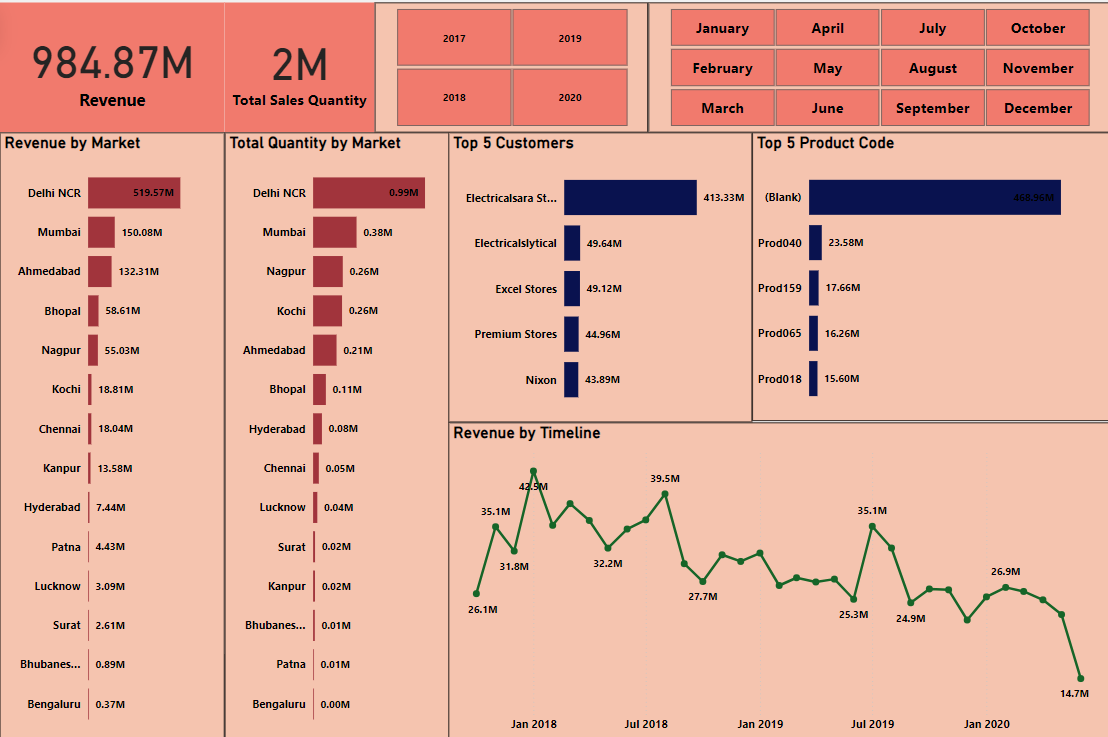 984.87M
Revenue
2M
Total Sales Quantity
2017
2019
2018
2020
January
April
July
October
February
May
August
November
March
June
September
December
Revenue by Market
Delhi NCR 519.57M
Mumbai 150.08M
Ahmedabad 132.31M
Bhopal 58.61M
Nagpur 55.03M
Kochi 18.81M
Chennai 18.04M
Kanpur 13.58M
Hyderabad 7.44M
Patna 4.43M
Lucknow 3.09M
Surat 2.61M
Bhubanes... 0.89M
Bengaluru 0.37M
Total Quantity by Market
Delhi NCR 0.99M
Mumbai 0.38M
Nagpur 0.26M
Kochi 0.26M
Ahmedabad 0.21M
Bhopal 0.11M
Hyderabad 0.08M
Chennai 0.05M
Lucknow 0.04M
Surat 0.02M
Kanpur 0.02M
Bhubanes... 0.01M
Patna 0.01M
Bengaluru 0.00M
Top 5 Customers
Electricalsara St... 413.33M
Electricalslytical 49.64M
Excel Stores 49.12M
Premium Stores 44.96M
Nixon 43.89M
Top 5 Product Code
(Blank) 468.96M
Prod040 23.58M
Prod159 17.66M
Prod065 16.26M
Prod018 15.60M
Revenue by Timeline
26.1M
35.1M
31.8M
42.5M
32.2M
39.5M
27.7M
25.3M
35.1M
24.9M
26.9M
14.7M
Jan 2018
Jul 2018
Jan 2019
Jul 2019
Jan 2020